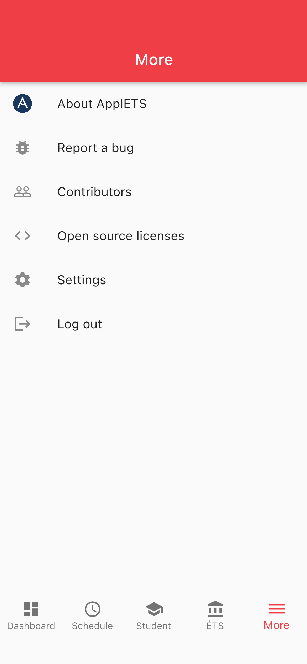 More
About ApplETS
Report a bug
Contributors
Open source licenses
Settings
Log out
Dashboard
Schedule
Student
ÉTS
More